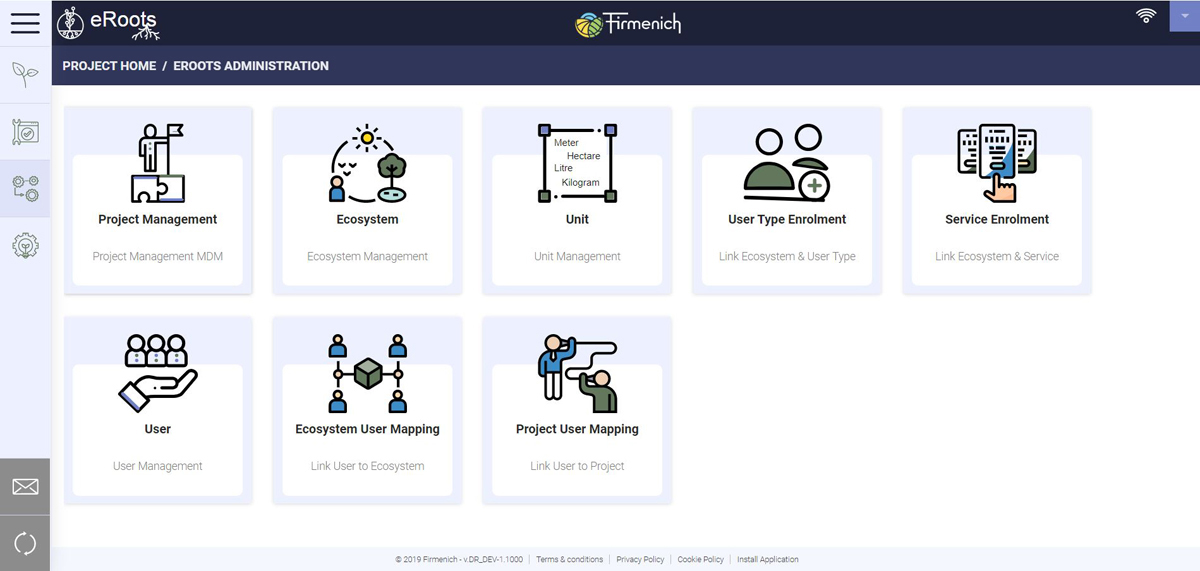 eRoots
Firmenich
PROJECT HOME / EROOTS ADMINISTRATION
Project Management
Project Management MDM
Ecosystem
Ecosystem Management
Meter
Hectare
Litre
Kilogram
Unit
Unit Management
User Type Enrolment
Link Ecosystem & User Type
Service Enrolment
Link Ecosystem & Service
User
User Management
Ecosystem User Mapping
Link User to Ecosystem
Project User Mapping
Link User to Project
© 2019 Firmenich - v.DR_DEV-1.1000 | Terms & conditions | Privacy Policy | Cookie Policy | Install Application